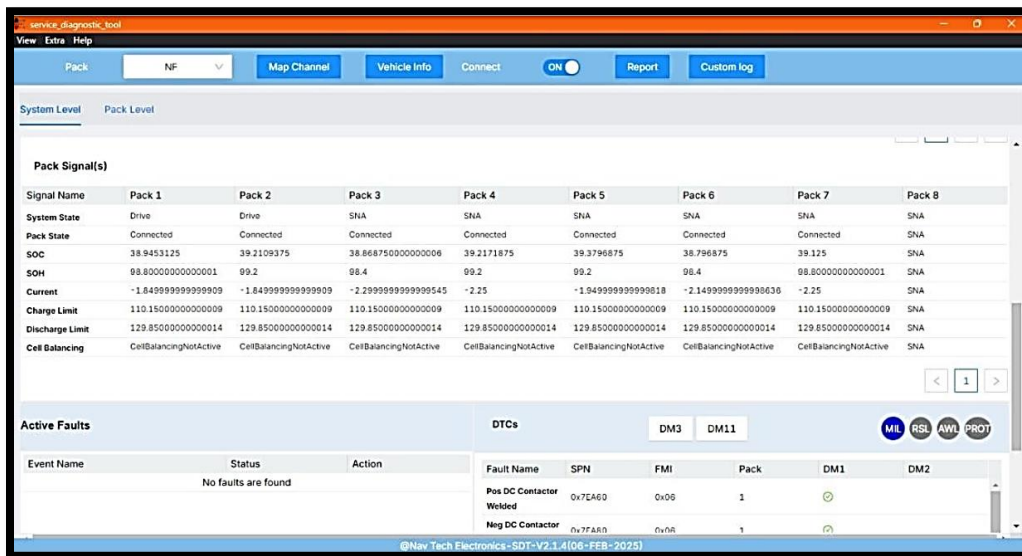 service_diagnostic_tool
View Extra Help
Pack NF Map Channel Vehicle Info Connect ON Report Custom log
System Level Pack Level
Pack Signal(s)
Signal Name Pack 1 Pack 2 Pack 3 Pack 4 Pack 5 Pack 6 Pack 7 Pack 8
System State Drive Drive SNA SNA SNA SNA SNA SNA
Pack State Connected Connected Connected Connected Connected Connected Connected SNA
SOC 38.9453125 39.2109375 38.868750000000006 39.2171875 39.3796875 38.796875 39.125 SNA
SOH 98.80000000000001 99.2 98.4 99.2 99.2 98.4 98.80000000000001 SNA
Current -1.849999999999909 -1.849999999999909 -2.2999999999999545 -2.25 -1.949999999999818 -2.1499999999998636 -2.25 SNA
Charge Limit 110.15000000000009 110.15000000000009 110.15000000000009 110.15000000000009 110.15000000000009 110.15000000000009 110.15000000000009 SNA
Discharge Limit 129.85000000000014 129.85000000000014 129.85000000000014 129.85000000000014 129.85000000000014 129.85000000000014 129.85000000000014 SNA
Cell Balancing CellBalancingNotActive CellBalancingNotActive CellBalancingNotActive CellBalancingNotActive CellBalancingNotActive CellBalancingNotActive CellBalancingNotActive SNA
< 1 >
Active Faults DTCs DM3 DM11 MIL RSL AWL PROT
Event Name Status Action
No faults are found
Fault Name SPN FMI Pack DM1 DM2
Pos DC Contactor
Welded 0x7EA60 0x06 1
Neg DC Contactor 0x06
@Nav Tech Electronics-SDT-V2.1.4(06-FEB-2025)